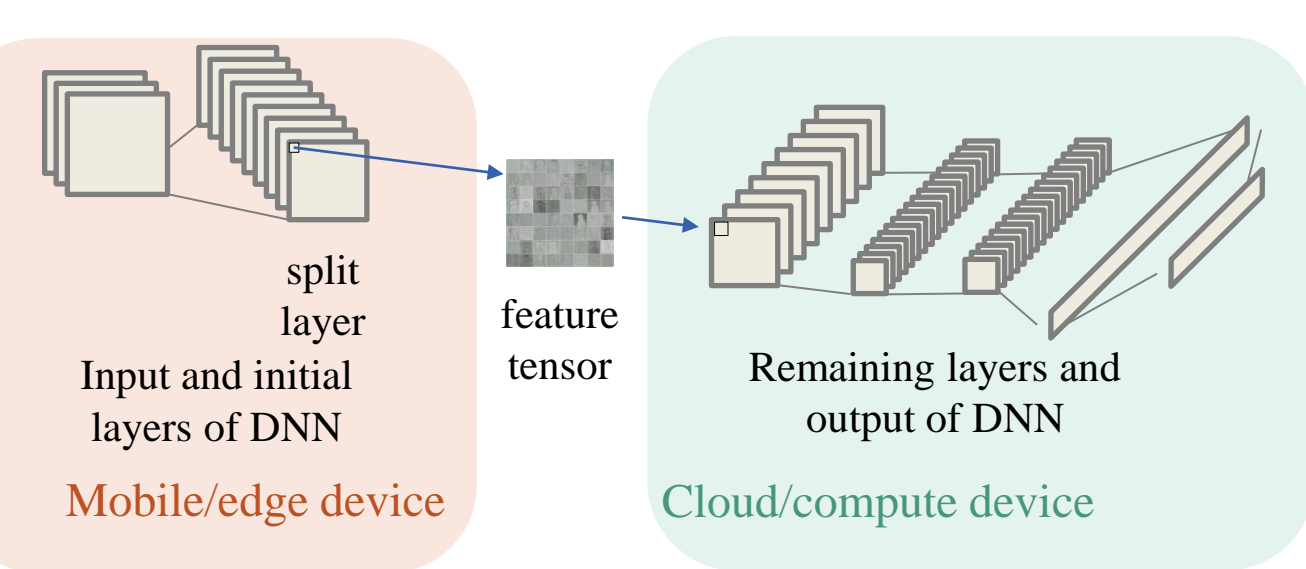 split
layer
Input and initial
layers of DNN
Mobile/edge device
feature
tensor
Remaining layers and
output of DNN
Cloud/compute device